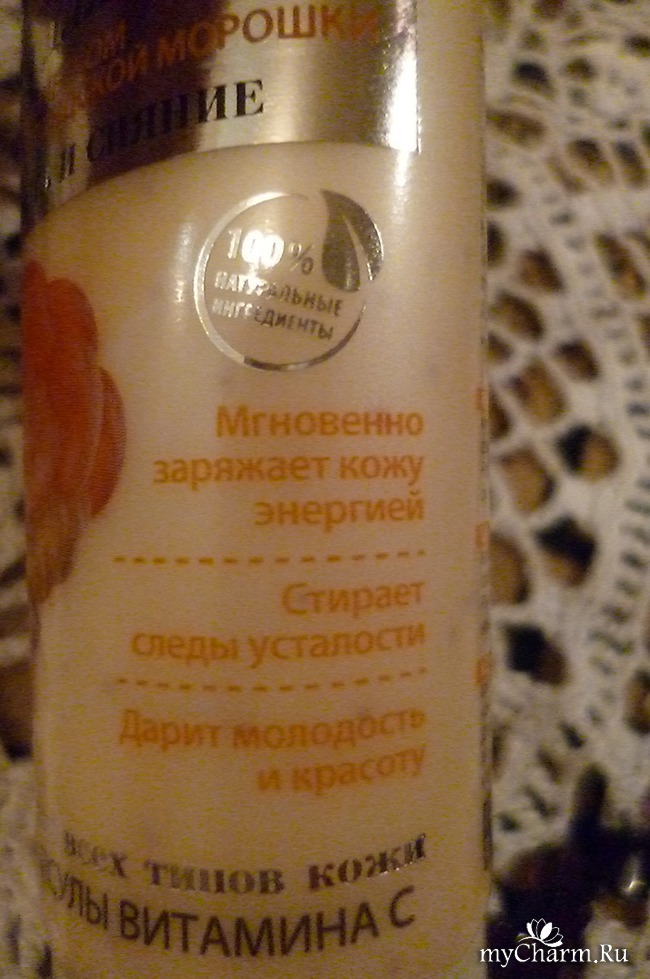 МОРОШКИ
И СИЯНИЕ
100%
НАТУРАЛЬНЫЕ
ИНГРЕДИЕНТЫ
Мгновенно
заряжает кожу
энергией
Стирает
следы усталости
Дарит молодость
и красоту
всех типов кожи
ВИТАМИНА С
myCharm.Ru